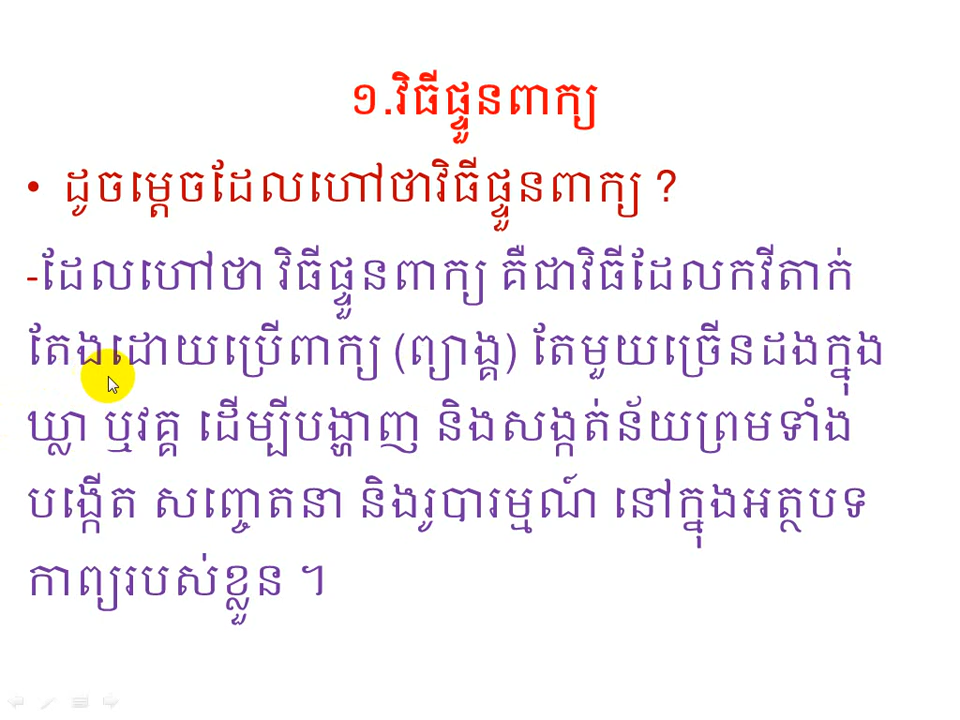 ១.វិធីផ្ទួនពាក្យ
• ដូចម្ដេចដែលហៅថាវិធីផ្ទួនពាក្យ ?
-ដែលហៅថា វិធីផ្ទួនពាក្យ គឺជាវិធីដែលកវីតាក់
តែងដោយប្រើពាក្យ (ព្យាង្គ) តែមួយច្រើនដងក្នុង
ឃ្លា ឬវគ្គ ដើម្បីបង្ហាញ និងសង្កត់ន័យព្រមទាំង
បង្កើត សញ្ចេតនា និងរូបារម្មណ៍ នៅក្នុងអត្ថបទ
កាព្យរបស់ខ្លួន ។